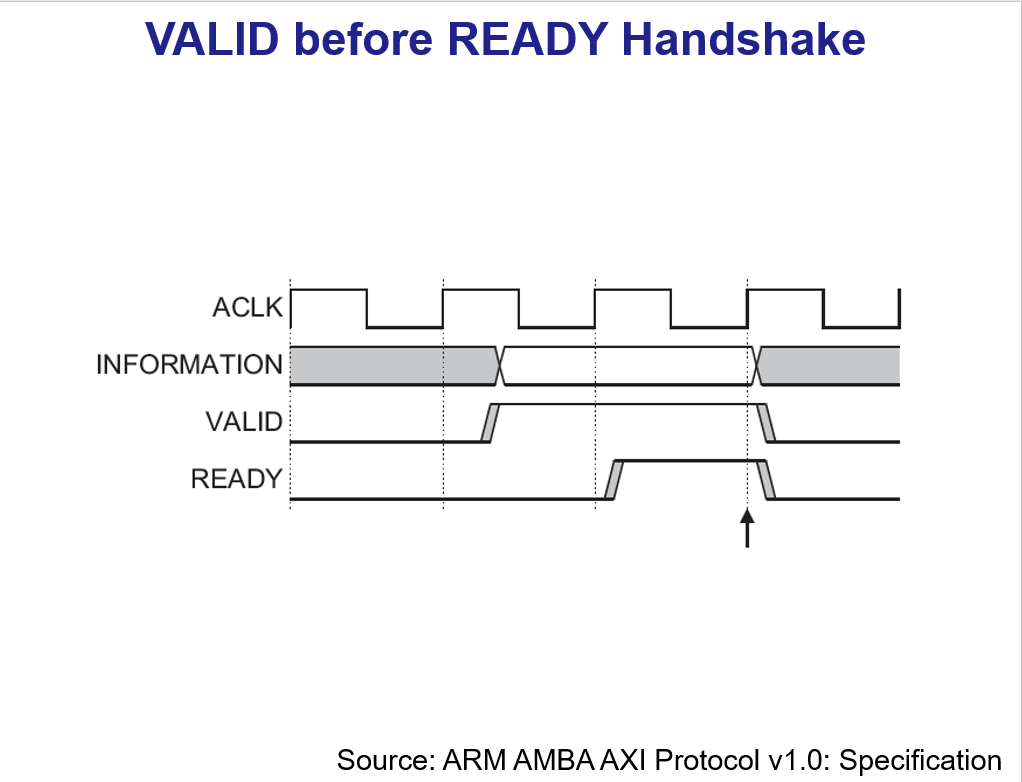 VALID before READY Handshake
ACLK
INFORMATION
VALID
READY
Source: ARM AMBA AXI Protocol v1.0: Specification